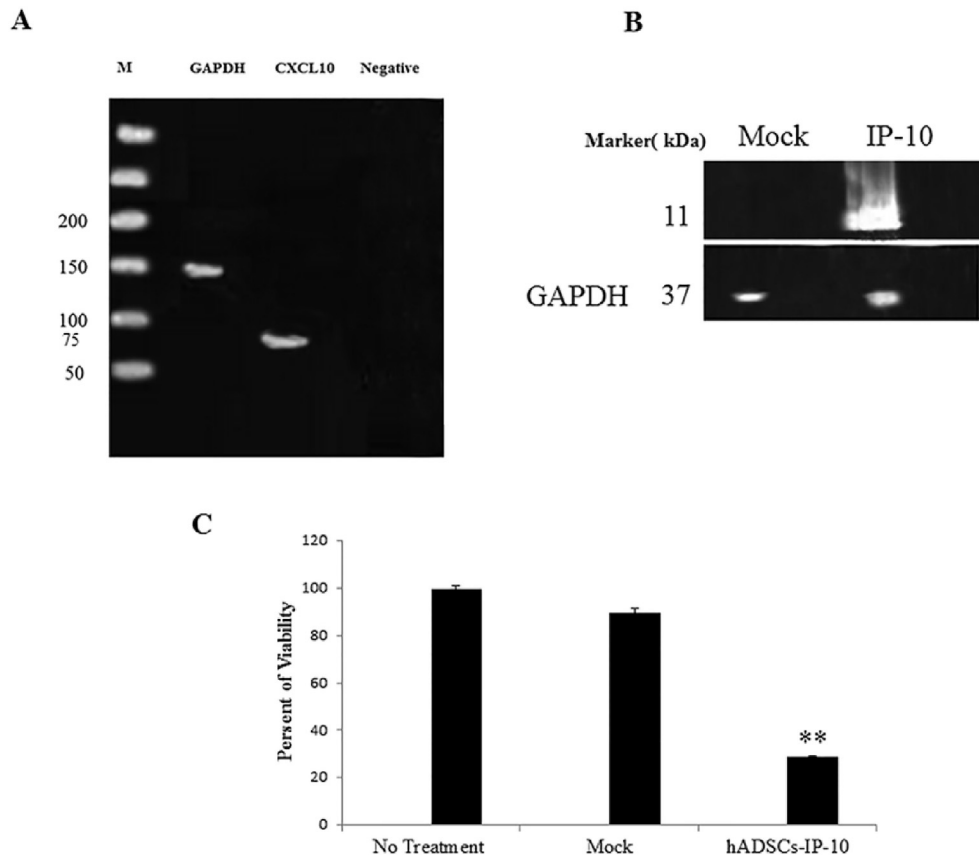 A
M GAPDH CXCL10 Negative
200
150
100
75
50
B
Marker( kDa) Mock IP-10
11
GAPDH 37
C
Persent of Viability
120
100
80
60
40
20
0
**
No Treatment Mock hADSCs-IP-10